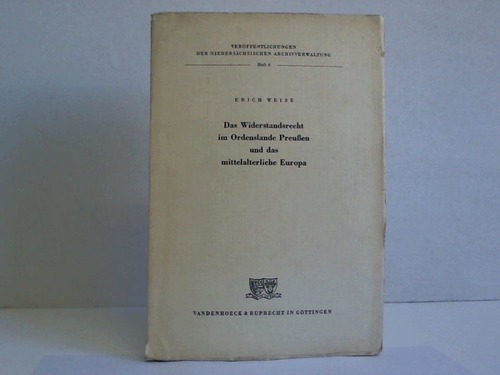 VERÖFFENTLICHUNGEN
DER NIEDERSÄCHSISCHEN ARCHIVVERWALTUNG
Heft 6
ERICH WEISE
Das Widerstandsrecht
im Ordenslande Preußen
und das
mittelalterliche Europa
VANDENHOECK & RUPRECHT IN GÖTTINGEN